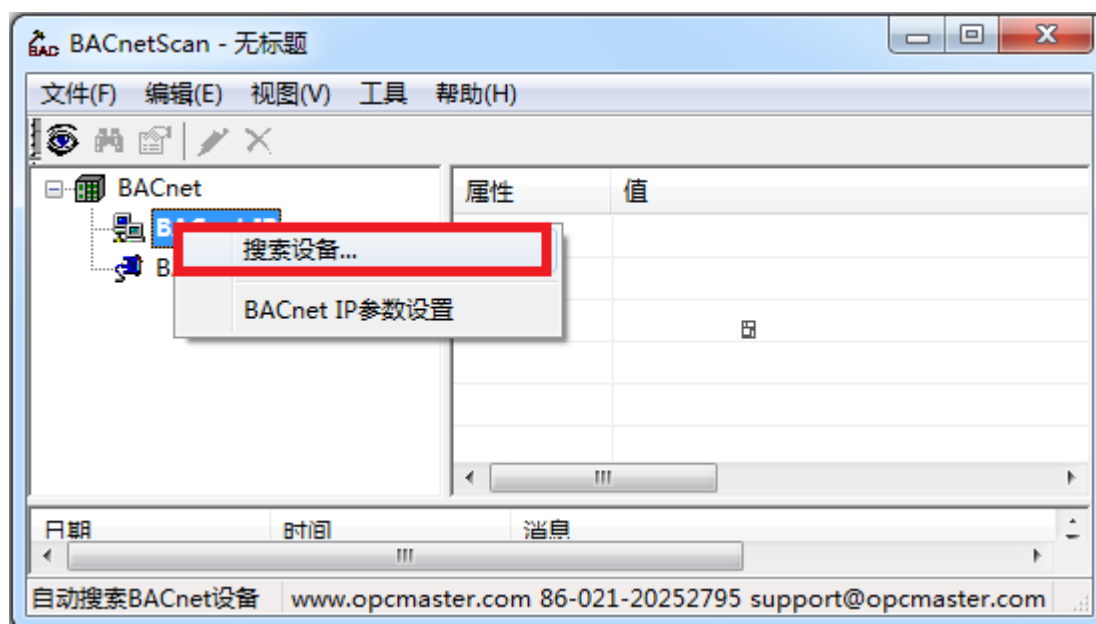 BACnetScan - 无标题
文件(F) 编辑(E) 视图(V) 工具 帮助(H)
BACnet
属性 值
搜索设备...
BACnet IP参数设置
日期 时间 消息
自动搜索BACnet设备 www.opcmaster.com 86-021-20252795 support@opcmaster.com